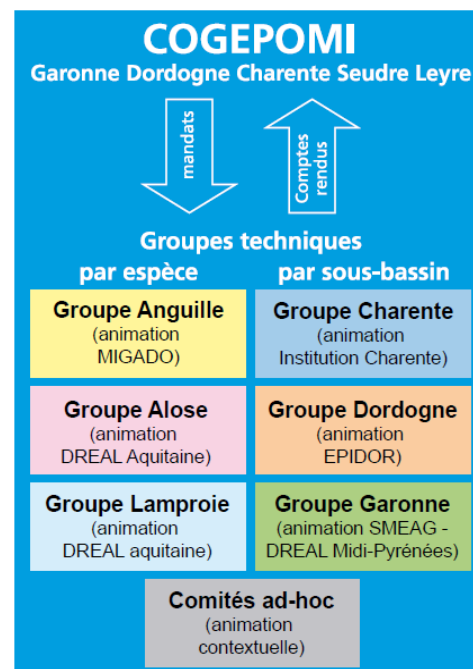 COGEPOMI
Garonne Dordogne Charente Seudre Leyre
mandats
Comptes
rendus
Groupes techniques
par espèce
par sous-bassin
Groupe Anguille
(animation
MIGADO)
Groupe Charente
(animation
Institution Charente)
Groupe Alose
(animation
DREAL Aquitaine)
Groupe Dordogne
(animation
EPIDOR)
Groupe Lamproie
(animation
DREAL aquitaine)
Groupe Garonne
(animation SMEAG -
DREAL Midi-Pyrénées)
Comités ad-hoc
(animation
contextuelle)